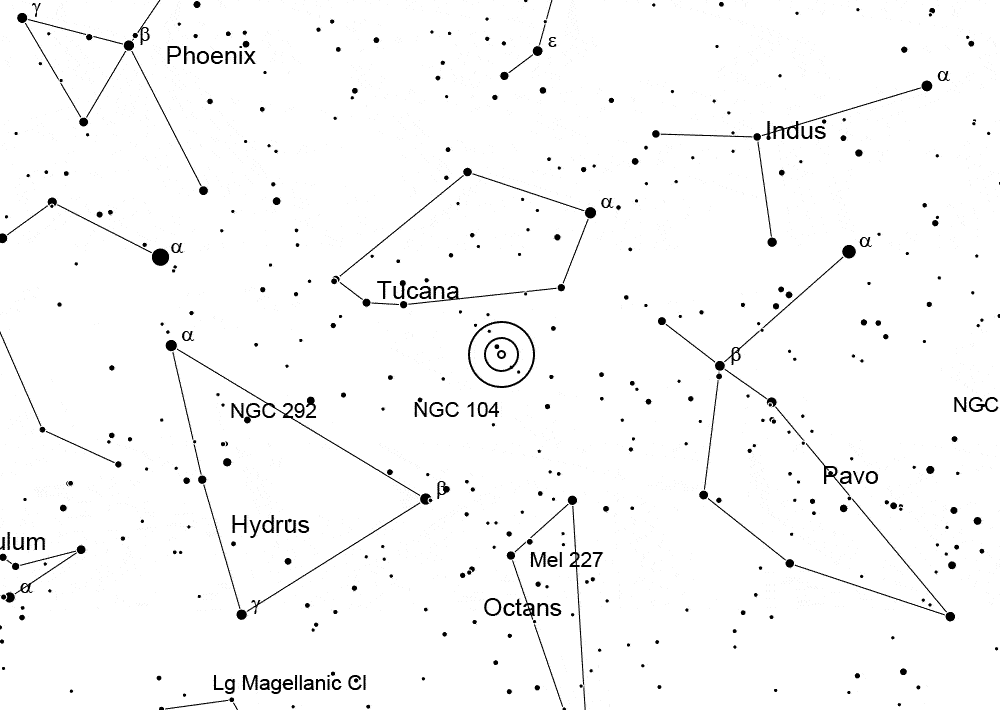 γ
β
ε
Phoenix
α
Indus
α
α
α
Tucana
α
β
NGC 292
NGC 104
NGC
Pavo
β
Hydrus
ulum
Mel 227
α
γ
Octans
Lg Magellanic Cl